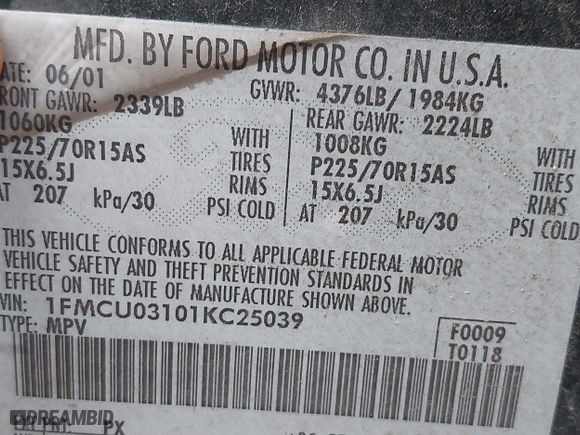 MFD. BY FORD MOTOR CO. IN U.S.A.
DATE: 06/01 GVWR: 4376LB/ 1984KG
FRONT GAWR: 2339LB REAR GAWR: 2224LB
1060KG WITH 1008KG WITH
P225/70R15AS TIRES P225/70R15AS TIRES
15X6.5J RIMS 15X6.5J RIMS
AT 207 kPa/30 PSI COLD AT 207 kPa/30 PSI COLD
THIS VEHICLE CONFORMS TO ALL APPLICABLE FEDERAL MOTOR
VEHICLE SAFETY AND THEFT PREVENTION STANDARDS IN
EFFECT ON THE DATE OF MANUFACTURE SHOWN ABOVE.
VIN: 1FMCU03101KC25039 F0009
TYPE: MPV T0118
DREAMBID
PX